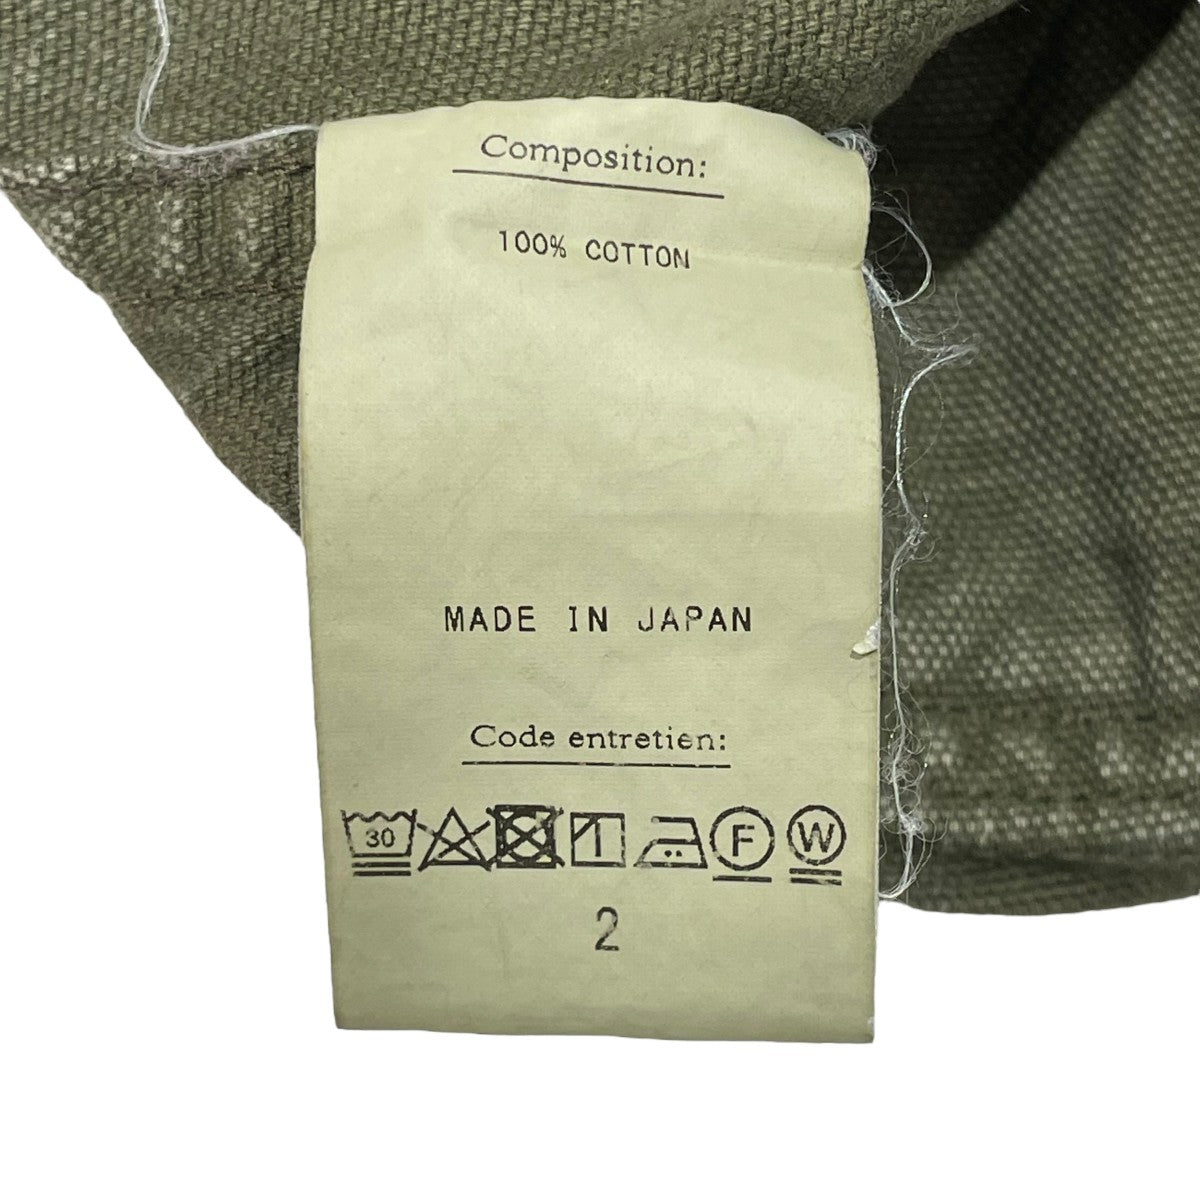 Composition:
100% COTTON
MADE IN JAPAN
Code entretien:
30 F W
2